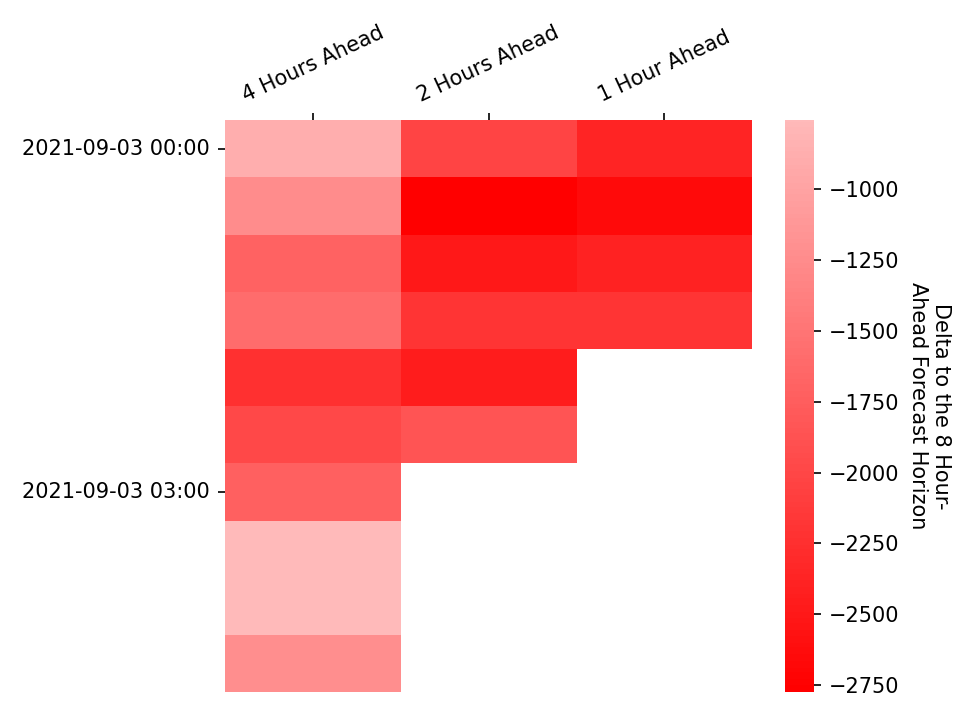 4 Hours Ahead
2 Hours Ahead
1 Hour Ahead
2021-09-03 00:00
2021-09-03 03:00
−1000
−1250
−1500
−1750
−2000
−2250
−2500
−2750
Delta to the 8 Hour-
Ahead Forecast Horizon